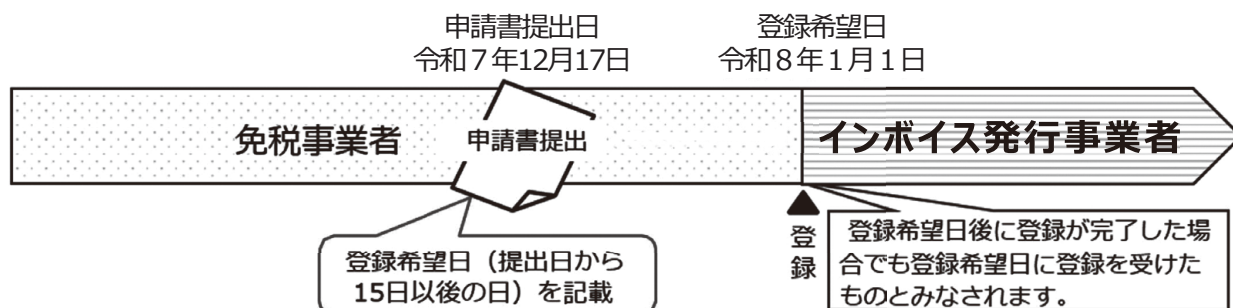 申請書提出日
令和７年12月17日
登録希望日
令和８年１月１日
免税事業者
申請書提出
インボイス発行事業者
登録
登録希望日（提出日から
15日以後の日）を記載
登録希望日後に登録が完了した場
合でも登録希望日に登録を受けた
ものとみなされます。